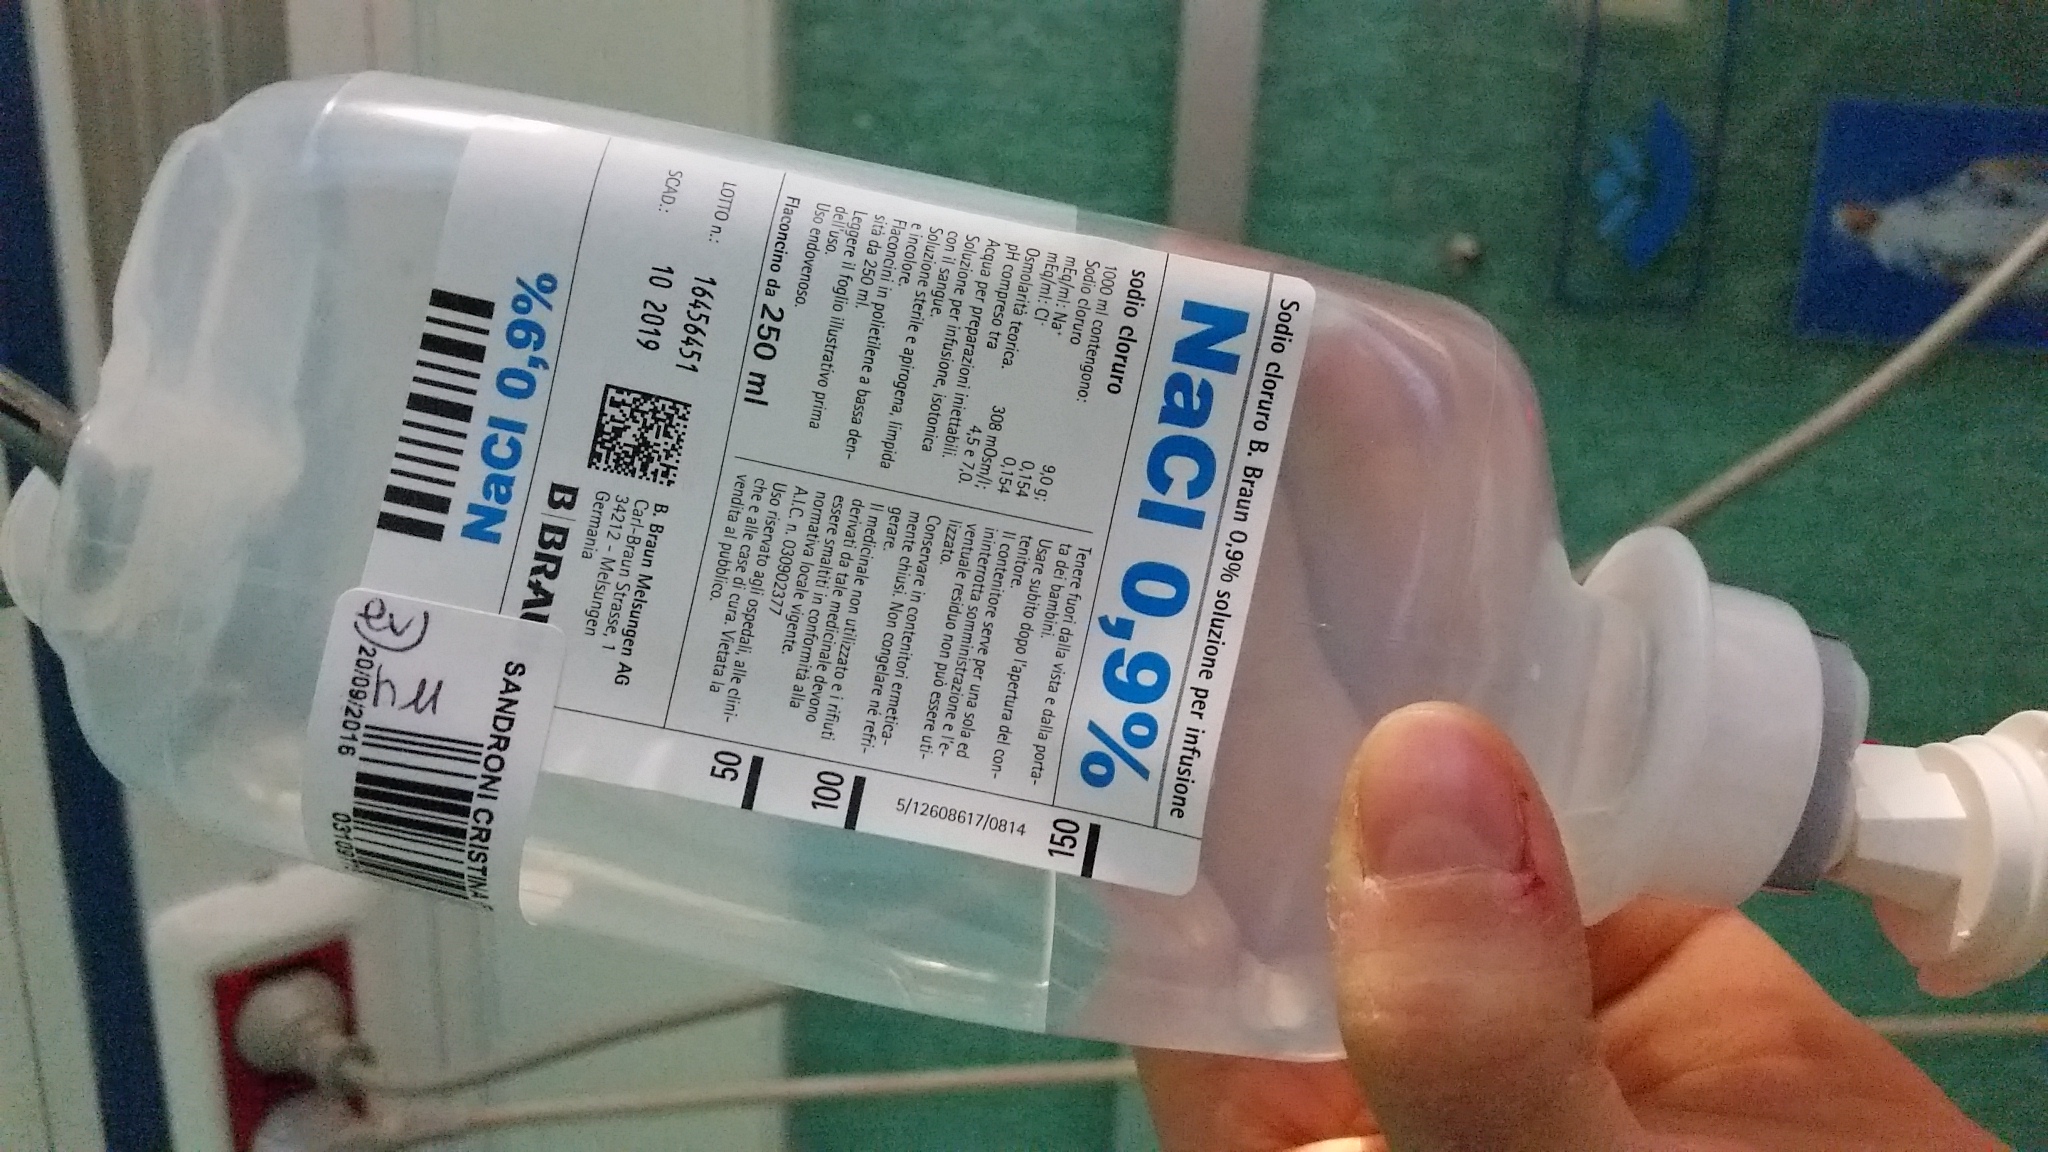 Sodio cloruro B. Braun 0,9% soluzione per infusione
NaCl 0,9%
sodio cloruro
1000 ml contengono:
Sodio cloruro 9,0 g;
mEq/ml: Na+ 0,154
mEq/ml: Cl- 0,154
Osmolarità teorica. 308 mOsm/l;
pH compreso tra 4,5 e 7,0.
Acqua per preparazioni iniettabili.
Soluzione per infusione, isotonica
con il sangue.
Soluzione sterile e apirogena, limpida
e incolore.
Flaconcini in polietilene a bassa den-
sità da 250 ml.
Leggere il foglio illustrativo prima
dell'uso.
Uso endovenoso.
Flaconcino da 250 ml
Tenere fuori dalla vista e dalla porta-
ta dei bambini.
Usare subito dopo l'apertura del con-
tenitore.
Il contenitore serve per una sola ed
ininterrotta somministrazione e l'e-
ventuale residuo non può essere uti-
lizzato.
Conservare in contenitori ermetica-
mente chiusi. Non congelare né refri-
gerare.
Il medicinale non utilizzato e i rifiuti
derivati da tale medicinale devono
essere smaltiti in conformità alla
normativa locale vigente.
A.I.C. n. 030902377
Uso riservato agli ospedali, alle clini-
che e alle case di cura. Vietata la
vendita al pubblico.
LOTTO n.: 16456451
SCAD.: 10 2019
B. Braun Melsungen AG
Carl-Braun Strasse, 1
34212 - Melsungen
Germania
B BRAU
NaCl 0,9%
150
5/12608617/0814
100
50
SANDRONI CRISTINA
20/09/2016